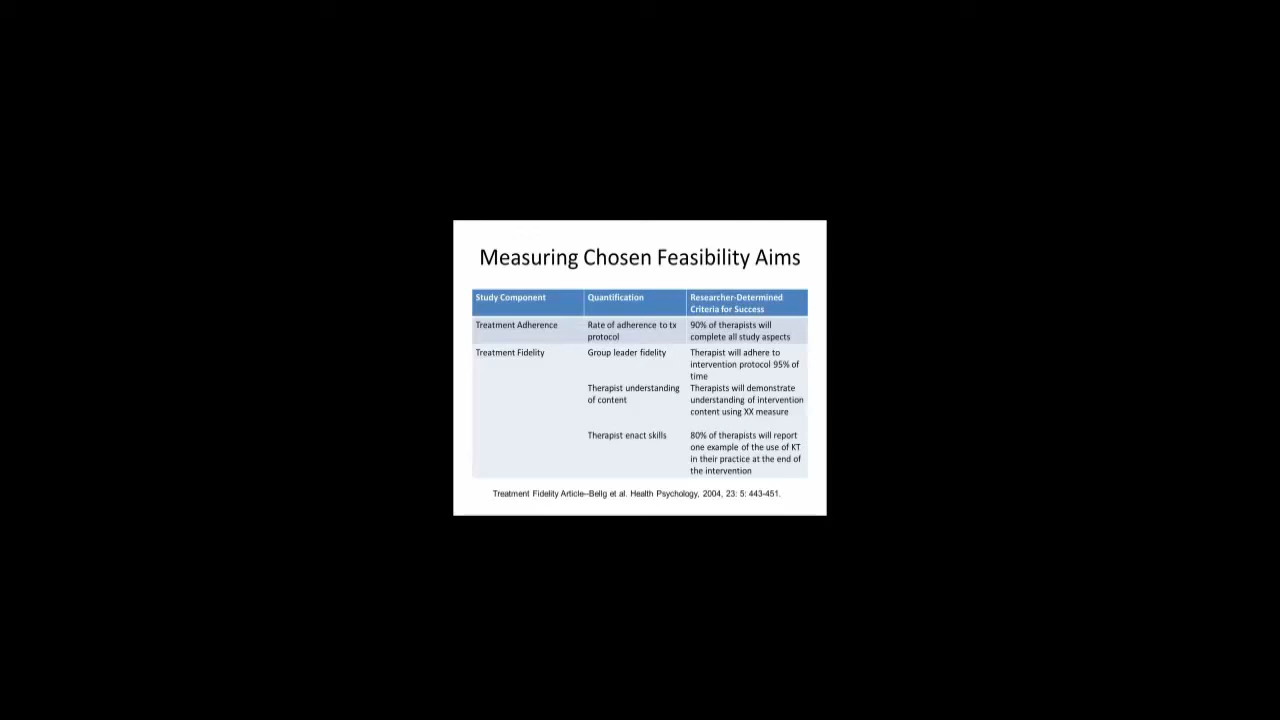 Measuring Chosen Feasibility Aims
Study Component
Quantification
Researcher-Determined
Criteria for Success
Treatment Adherence
Rate of adherence to tx
protocol
90% of therapists will
complete all study aspects
Treatment Fidelity
Group leader fidelity
Therapist will adhere to
intervention protocol 95% of
time
Therapist understanding
of content
Therapists will demonstrate
understanding of intervention
content using XX measure
Therapist enact skills
80% of therapists will report
one example of the use of KT
in their practice at the end of
the intervention
Treatment Fidelity Article--Bellg et al. Health Psychology, 2004, 23: 5: 443-451.